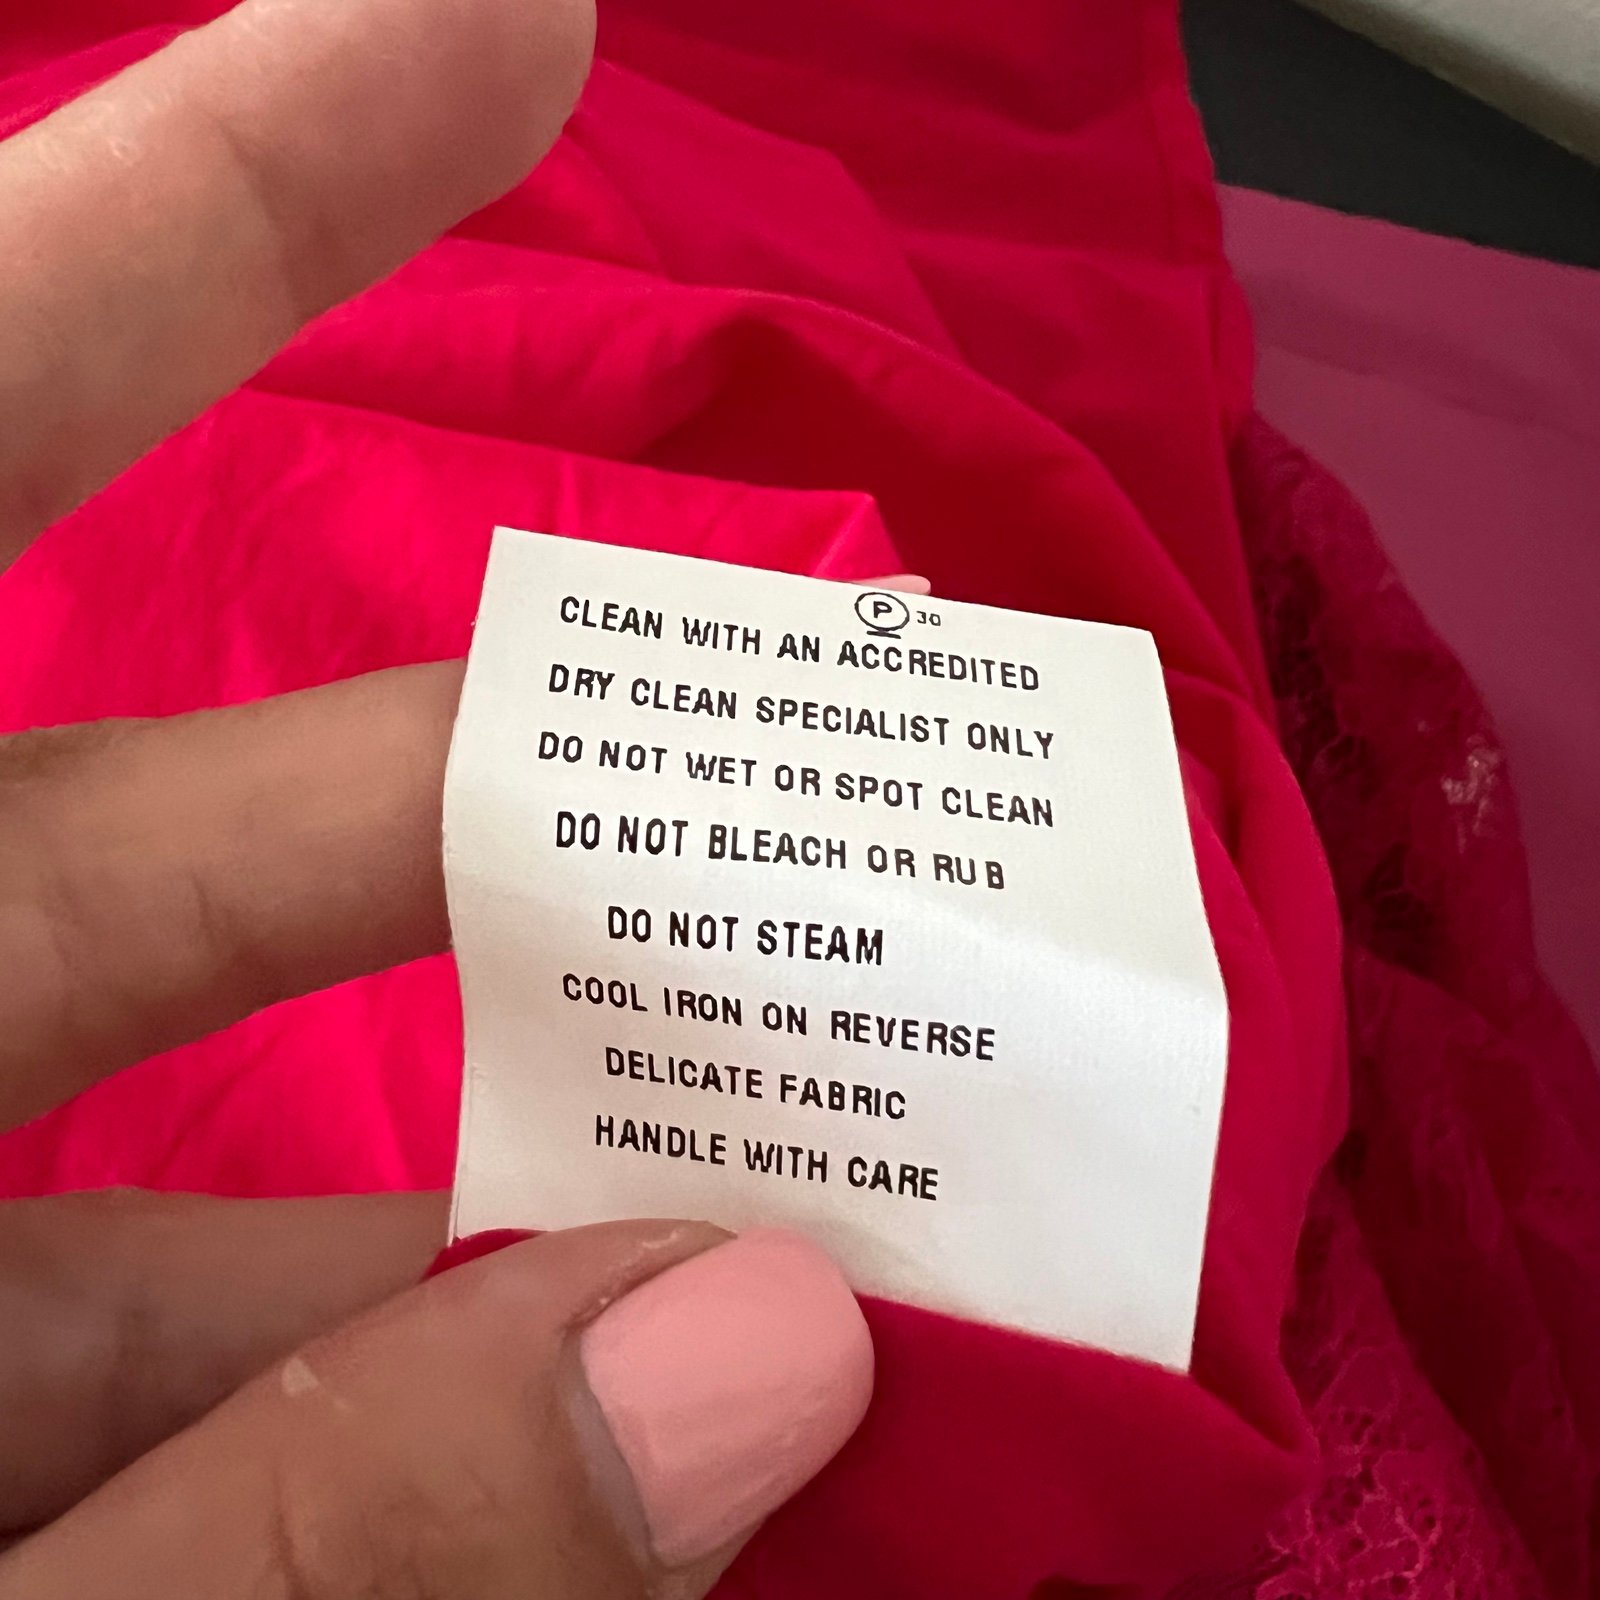 P 30
CLEAN WITH AN ACCREDITED
DRY CLEAN SPECIALIST ONLY
DO NOT WET OR SPOT CLEAN
DO NOT BLEACH OR RUB
DO NOT STEAM
COOL IRON ON REVERSE
DELICATE FABRIC
HANDLE WITH CARE